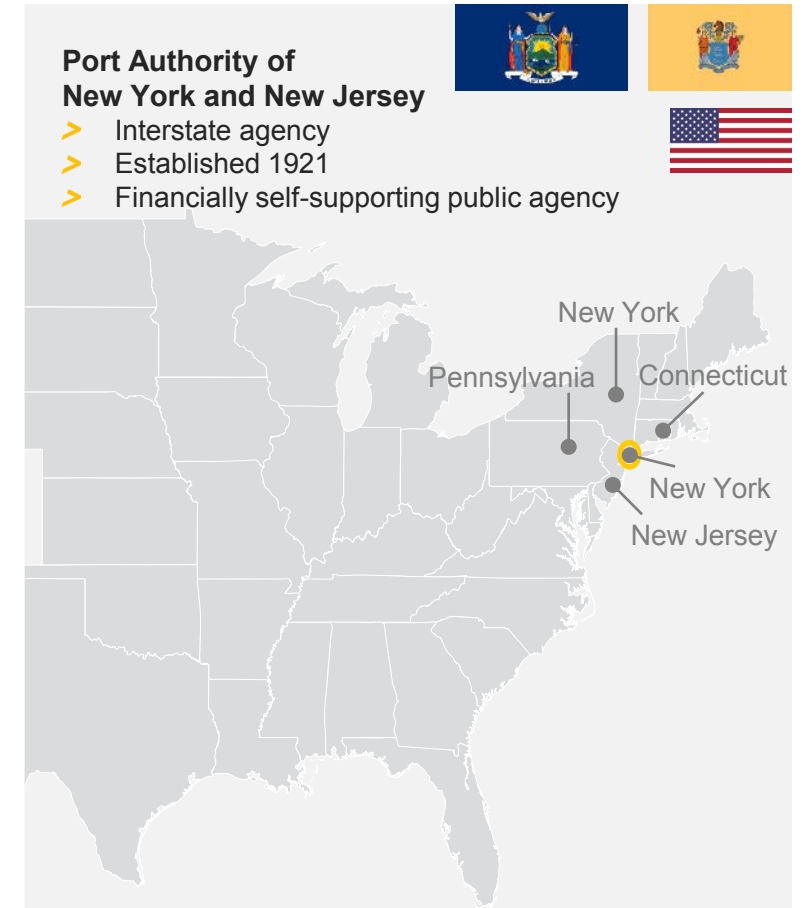 Port Authority of
New York and New Jersey
> Interstate agency
> Established 1921
> Financially self-supporting public agency
New York
Pennsylvania
Connecticut
New York
New Jersey